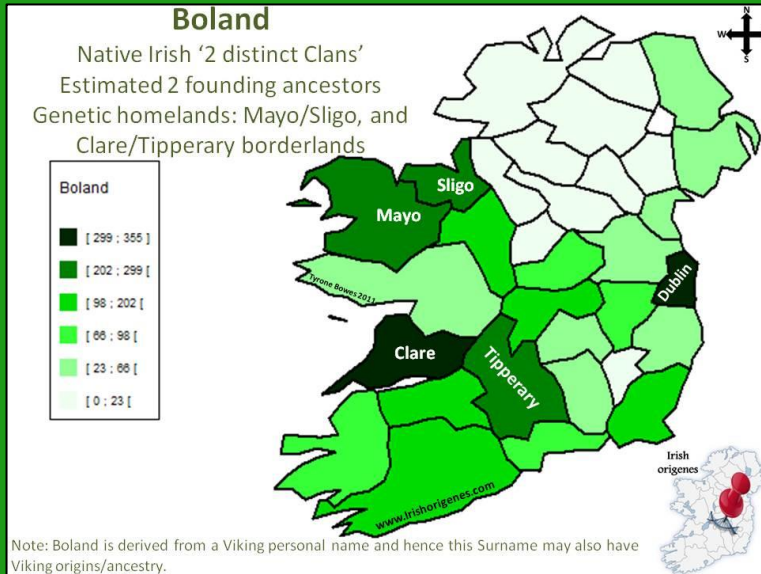 Boland
Native Irish ‘2 distinct Clans’
Estimated 2 founding ancestors
Genetic homelands: Mayo/Sligo, and
Clare/Tipperary borderlands
N
W
S
Boland
[ 299 ; 355 ]
[ 202 ; 299 [
[ 98 ; 202 [
[ 66 ; 98 [
[ 23 ; 66 [
[ 0 ; 23 [
Sligo
Mayo
Dublin
Tyrone Bowes 2011
Clare
Tipperary
www.Irishorigenes.com
Irish
origenes
Note: Boland is derived from a Viking personal name and hence this Surname may also have
Viking origins/ancestry.